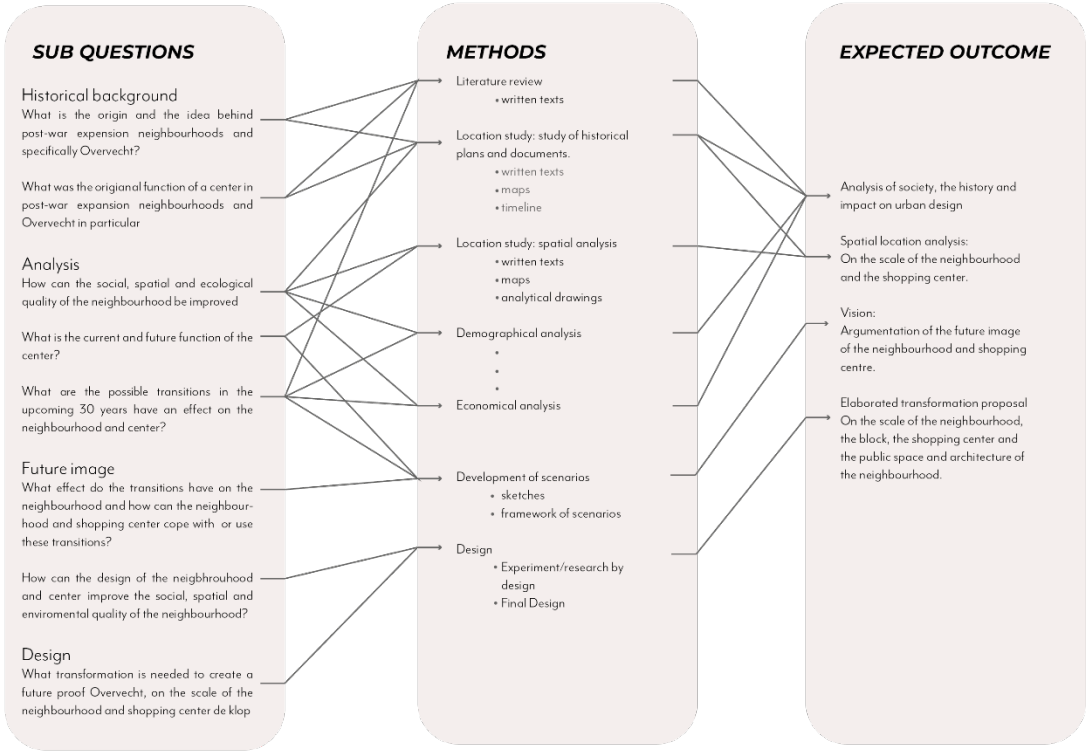 SUB QUESTIONS
Historical background
What is the origin and the idea behind
post-war expension neighbourhoods and
specifically Overvecht?
What was the origianal function of a center in
post-war expansion neighbourhoods and
Overvecht in particular
Analysis
How can the social, spatial and ecological
quality of the neighbourhood be improved
What is the current and future function of the
center?
What are the possible transitions in the
upcoming 30 years have an effect on the
neighbourhood and center?
Future image
What effect do the transitions have on the
neighbourhood and how can the neighbour-
hood and shopping center cope with or use
these transitions?
How can the design of the neigbhrouhood
and center improve the social, spatial and
enviromental quality of the neighbourhood?
Design
What transformation is needed to create a
future proof Overvecht, on the scale of the
neighbourhood and shopping center de klop
METHODS
Literature review
• written texts
Location study: study of historical
plans and documents.
• written texts
• maps
• timeline
Location study: spatial analysis
• written texts
• maps
• analytical drawings
Demographical analysis
•
•
•
Economical analysis
Development of scenarios
• sketches
• framework of scenarios
Design
• Experiment/research by
design
• Final Design
EXPECTED OUTCOME
Analysis of society, the history and
impact on urban design
Spatial location analysis:
On the scale of the neighbourhood
and the shopping center.
Vision:
Argumentation of the future image
of the neighbourhood and shopping
centre.
Elaborated transformation proposal
On the scale of the neighbourhood,
the block, the shopping center and
the public space and architecture of
the neighbourhood.